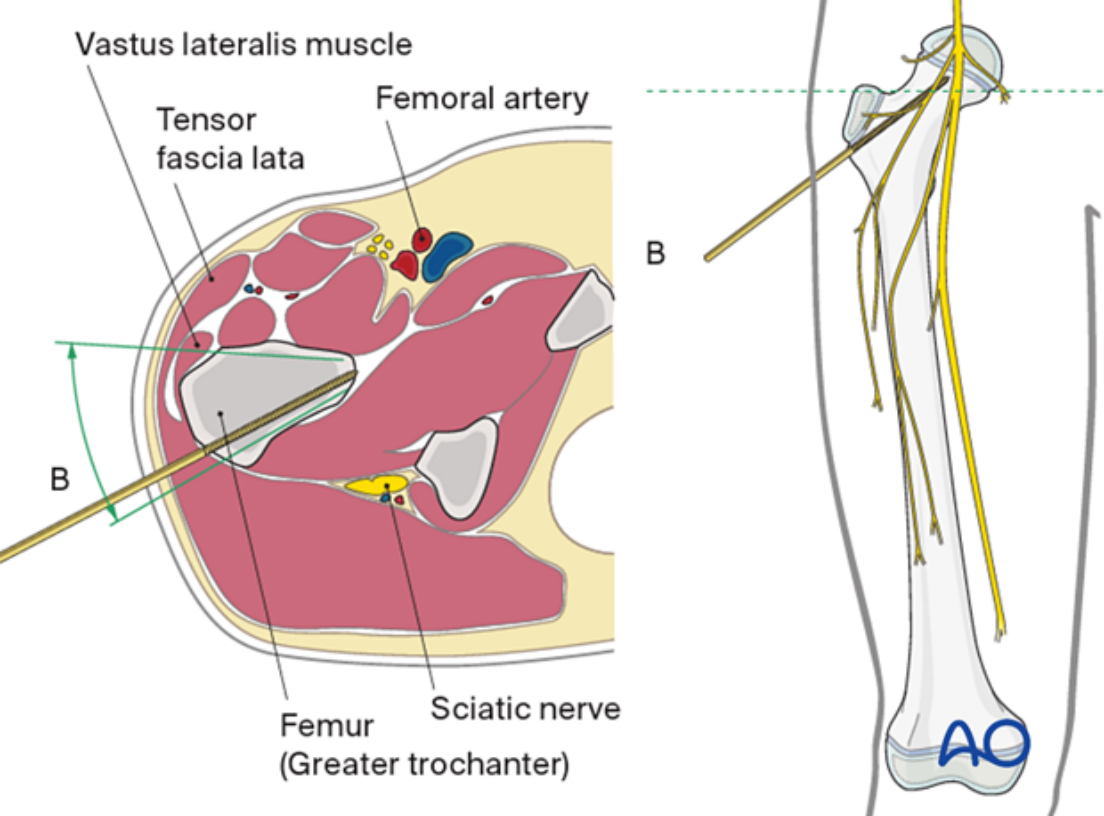 Vastus lateralis muscle
Femoral artery
Tensor
fascia lata
B
B
Sciatic nerve
Femur
(Greater trochanter)
AO